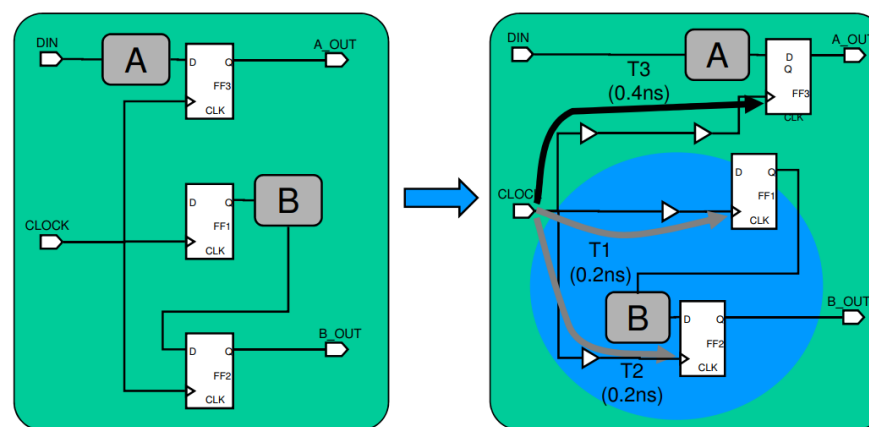 DIN
A
A_OUT
D
Q
FF3
CLK
CLOCK
D
Q
FF1
CLK
B
D
Q
FF2
CLK
B_OUT
DIN
A
D
Q
FF3
CLK
A_OUT
T3
(0.4ns)
CLOCK
D
Q
FF1
CLK
T1
(0.2ns)
B
D
Q
FF2
CLK
B_OUT
T2
(0.2ns)